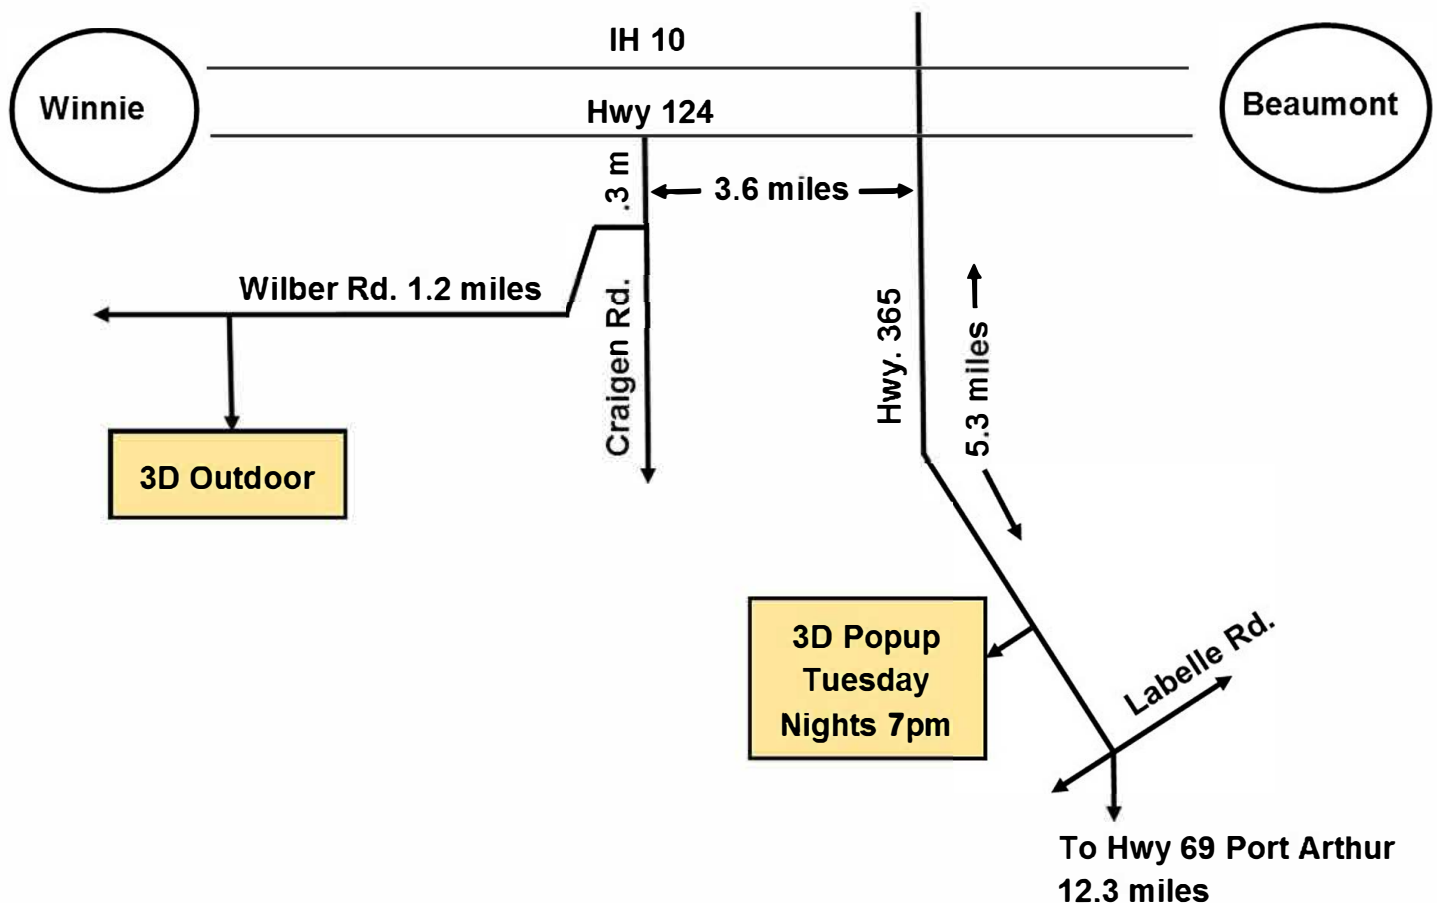 IH 10
Winnie
Beaumont
Hwy 124
.3 m
3.6 miles
Wilber Rd. 1.2 miles
Craigen Rd.
Hwy. 365
5.3 miles
3D Outdoor
3D Popup
Tuesday
Nights 7pm
Labelle Rd.
To Hwy 69 Port Arthur
12.3 miles